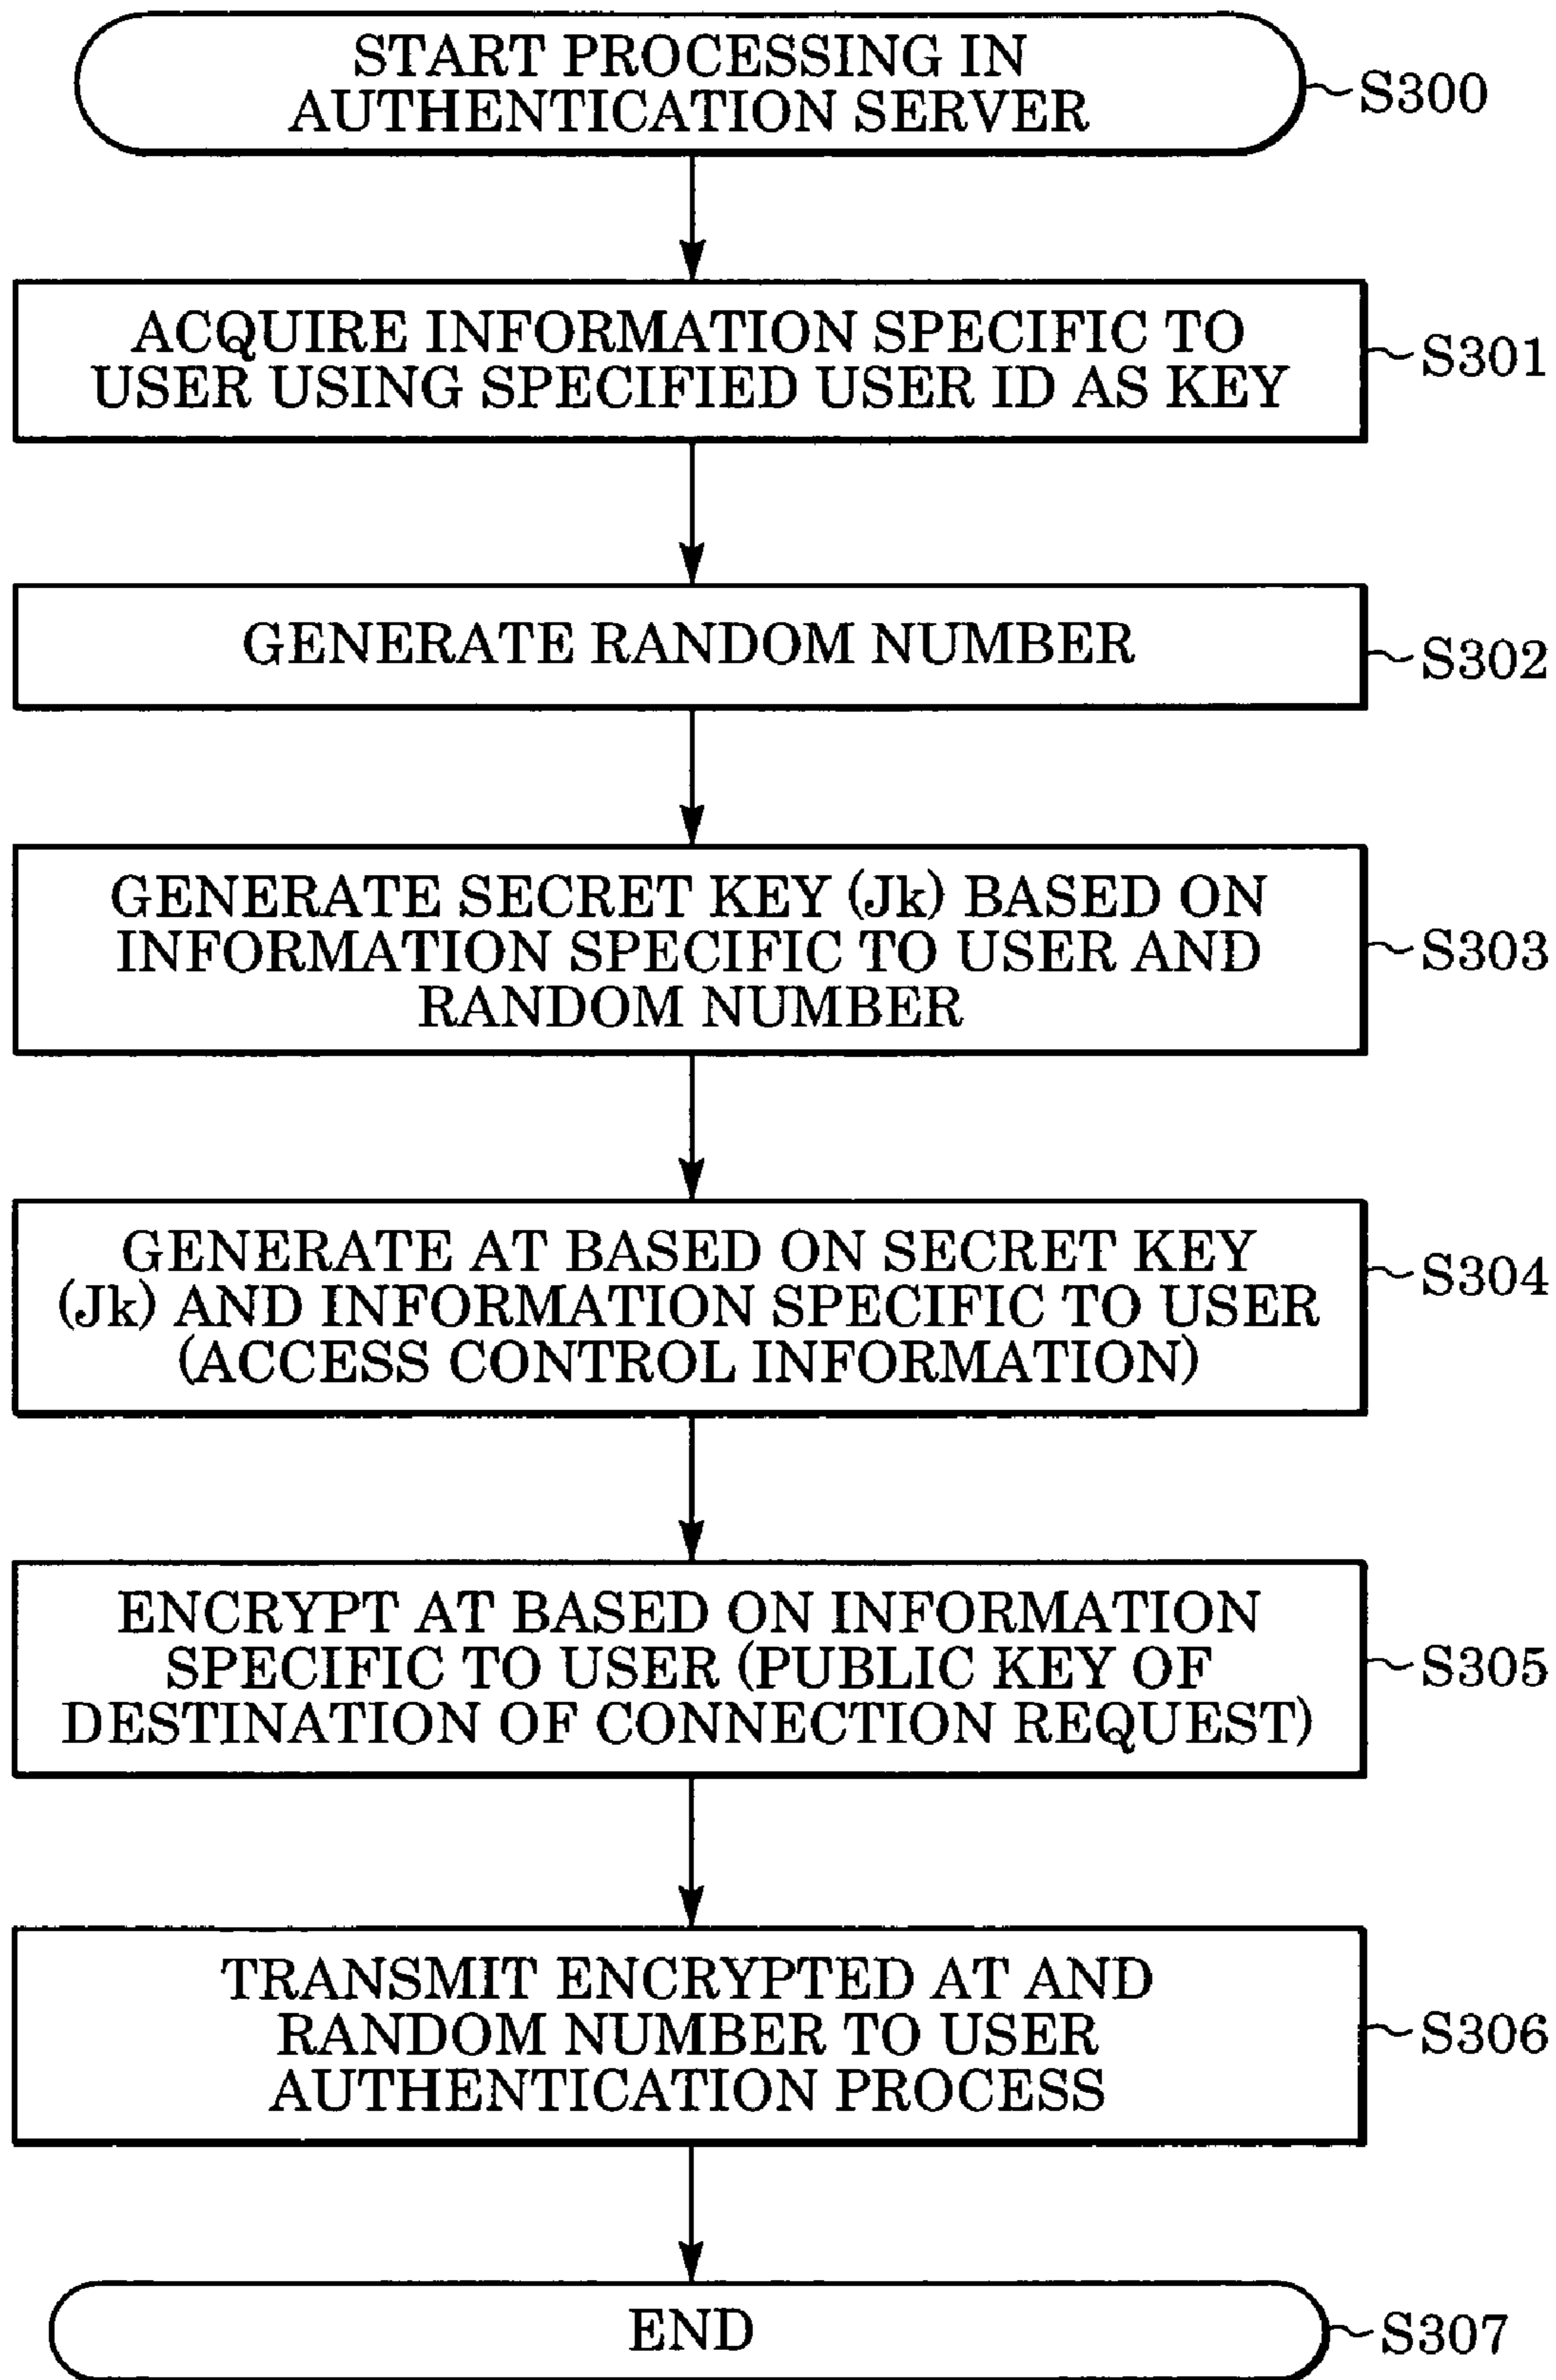 START PROCESSING IN
AUTHENTICATION SERVER
S300
ACQUIRE INFORMATION SPECIFIC TO
USER USING SPECIFIED USER ID AS KEY
S301
GENERATE RANDOM NUMBER
S302
GENERATE SECRET KEY (Jk) BASED ON
INFORMATION SPECIFIC TO USER AND
RANDOM NUMBER
S303
GENERATE AT BASED ON SECRET KEY
(Jk) AND INFORMATION SPECIFIC TO USER
(ACCESS CONTROL INFORMATION)
S304
ENCRYPT AT BASED ON INFORMATION
SPECIFIC TO USER (PUBLIC KEY OF
DESTINATION OF CONNECTION REQUEST)
S305
TRANSMIT ENCRYPTED AT AND
RANDOM NUMBER TO USER
AUTHENTICATION PROCESS
S306
END
S307